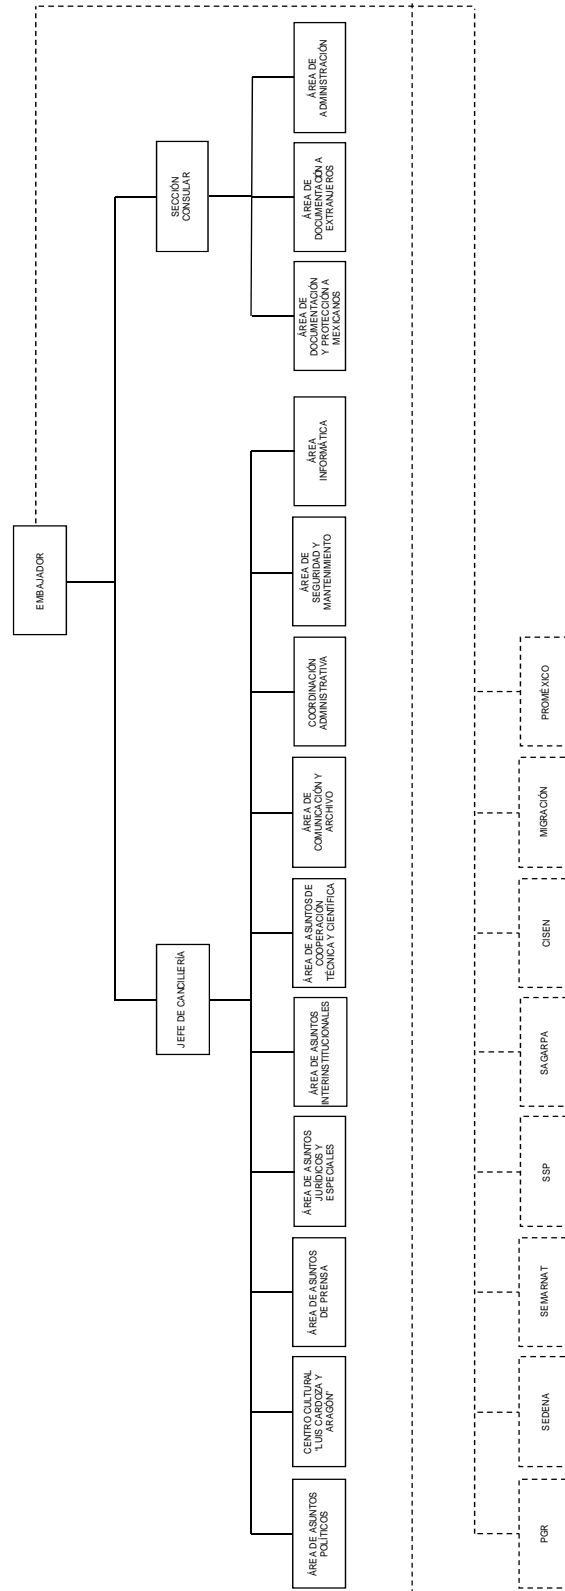 EMBAJADOR
JEFE DE CANCILLERÍA
SECCIÓN
CONSULAR
ÁREA DE ASUNTOS
POLÍTICOS
CENTRO CULTURAL
"LUIS CARDOZA Y
ARAGÓN"
ÁREA DE ASUNTOS
DE PRENSA
ÁREA DE ASUNTOS
JURÍDICOS Y
ESPECIALES
ÁREA DE ASUNTOS
INTERINSTITUCIONALES
ÁREA DE ASUNTOS DE
COOPERACIÓN
TÉCNICA Y CIENTÍFICA
ÁREA DE
COMUNICACIÓN Y
ARCHIVO
COORDINACIÓN
ADMINISTRATIVA
ÁREA DE
SEGURIDAD Y
MANTENIMIENTO
ÁREA
INFORMÁTICA
ÁREA DE
DOCUMENTACIÓN
Y PROTECCIÓN A
MEXICANOS
ÁREA DE
DOCUMENTACIÓN A
EXTRANJEROS
ÁREA DE
ADMINISTRACIÓN
PGR
SEDENA
SEMARNAT
SSP
SAGARPA
CISEN
MIGRACIÓN
PROMÉXICO